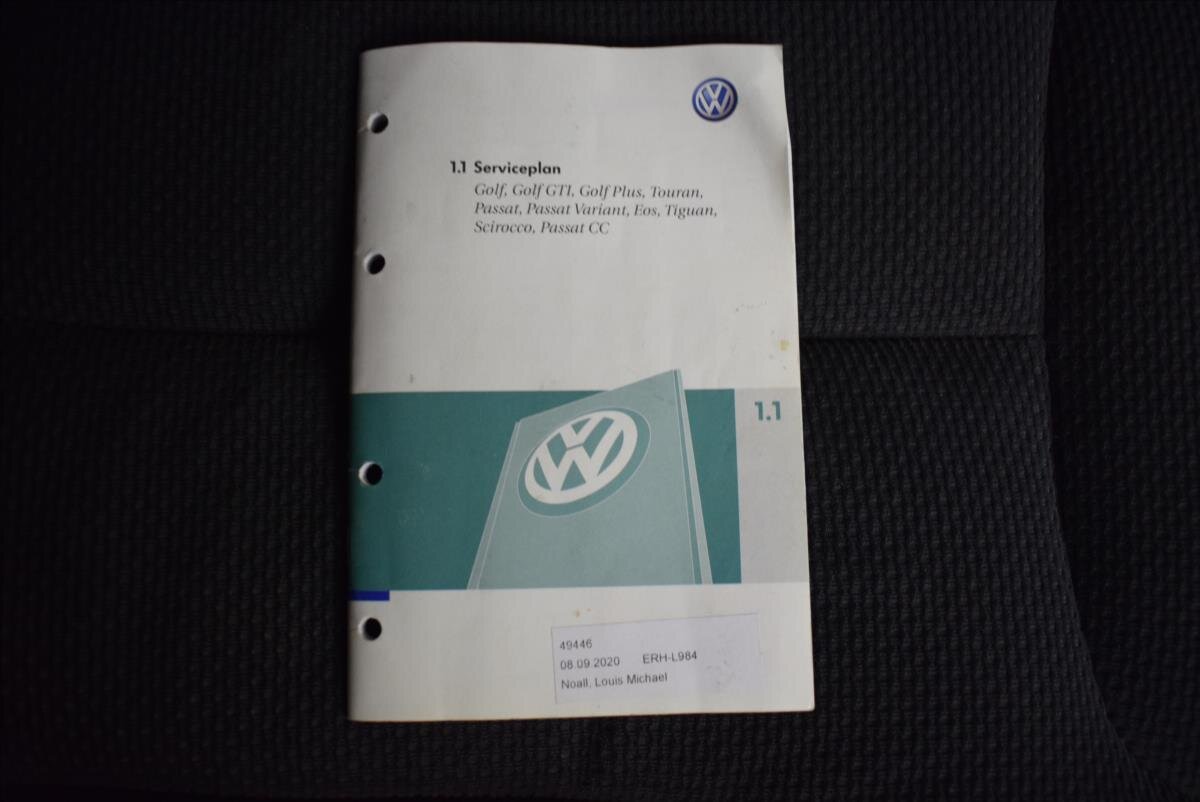 1.1 Serviceplan
Golf, Golf GTI, Golf Plus, Touran,
Passat, Passat Variant, Eos, Tiguan,
Scirocco, Passat CC
1.1
49446
08.09.2020 ERH-L984
Noall, Louis Michael